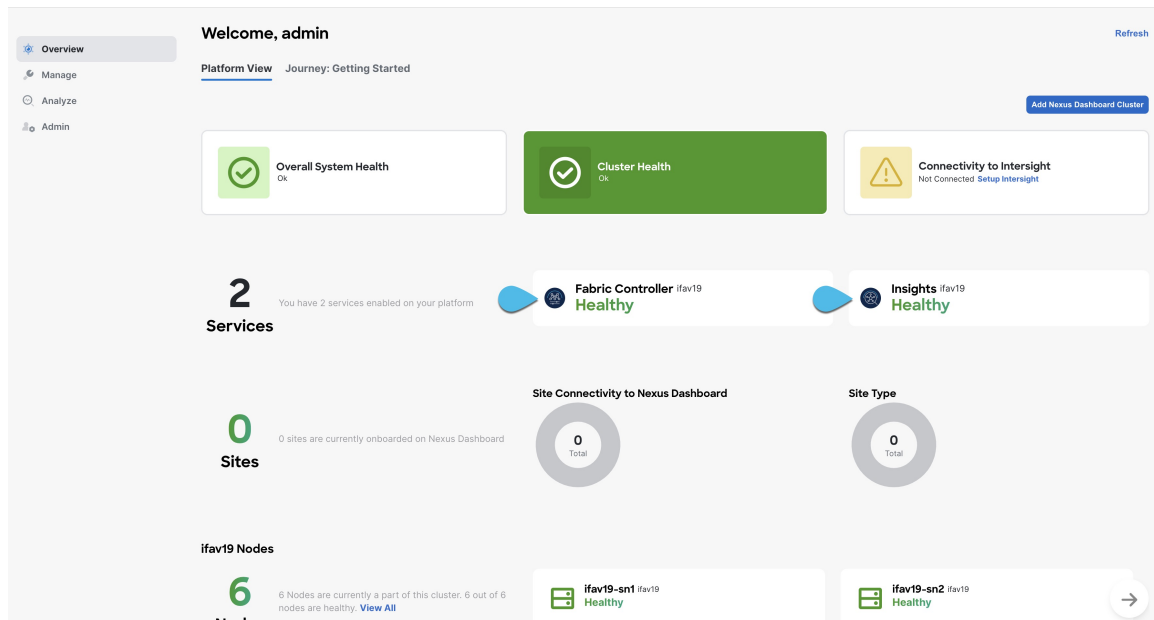 Welcome, admin
Refresh
Overview
Manage
Analyze
Admin
Platform View
Journey: Getting Started
Add Nexus Dashboard Cluster
Overall System Health
Ok
Cluster Health
Ok
Connectivity to Intersight
Not Connected Setup Intersight
2
Services
You have 2 services enabled on your platform
Fabric Controller ifav19
Healthy
Insights ifav19
Healthy
0
Sites
0 sites are currently onboarded on Nexus Dashboard
Site Connectivity to Nexus Dashboard
0
Total
Site Type
0
Total
ifav19 Nodes
6
6 Nodes are currently a part of this cluster. 6 out of 6
nodes are healthy. View All
ifav19-sn1 ifav19
Healthy
ifav19-sn2 ifav19
Healthy